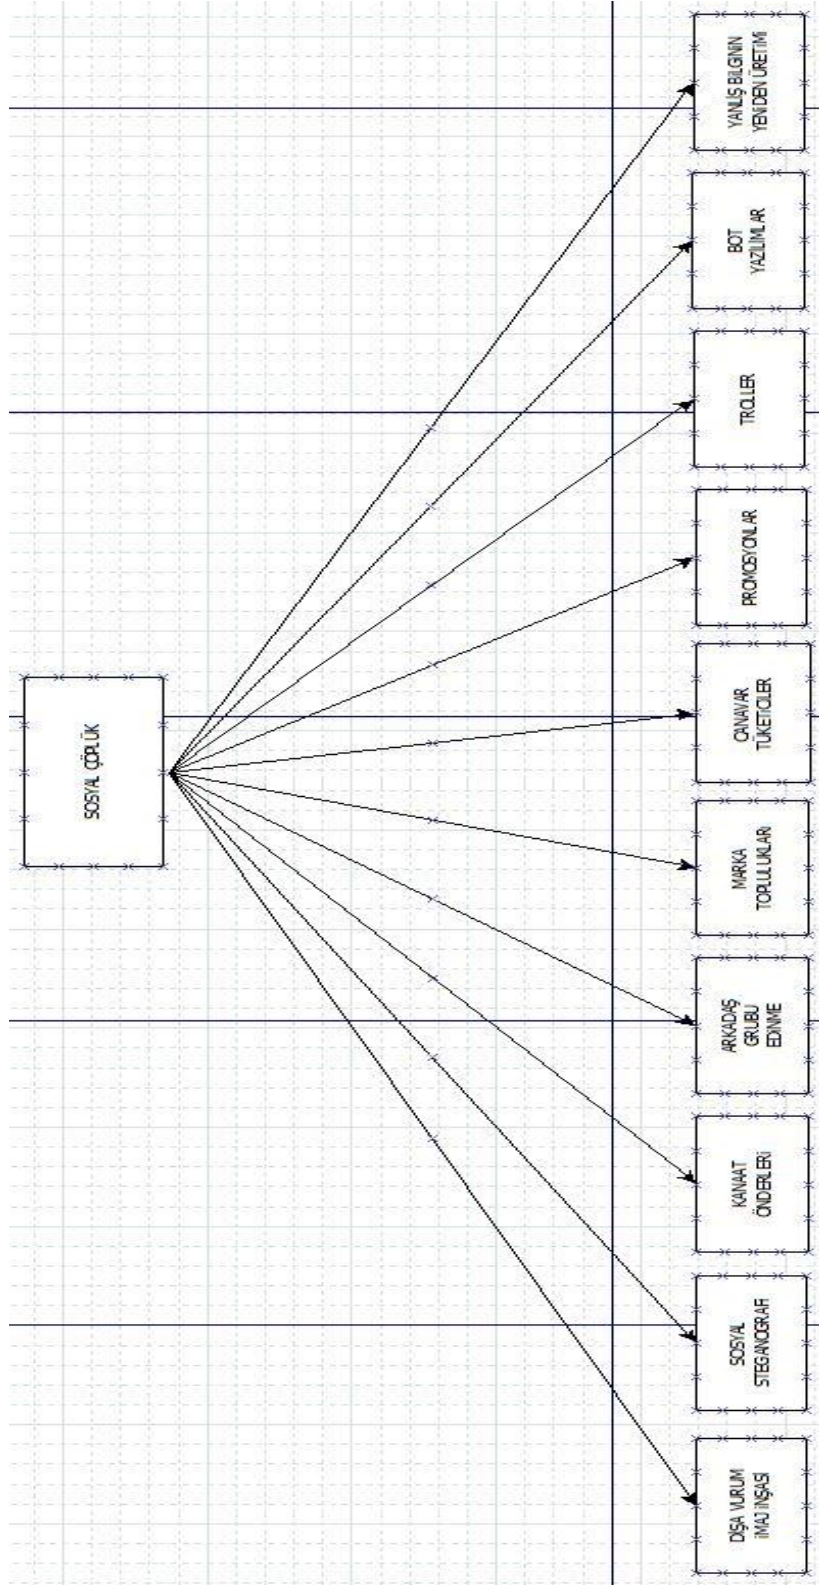 SOSYAL ÇÖPLÜK
DIŞA VURUM
İMAJ İNŞASI
SOSYAL
STEGANOGRAFİ
KANAAT
ÖNDERLERİ
ARKADAŞ
GRUBU
EDİNME
MARKA
TOPLULUKLARI
CANAVAR
TÜKETİCİLER
PROMOSYONLAR
TROLLER
BOT
YAZILIMLAR
YANLIŞ BİLGİNİN
YENİDEN ÜRETİMİ